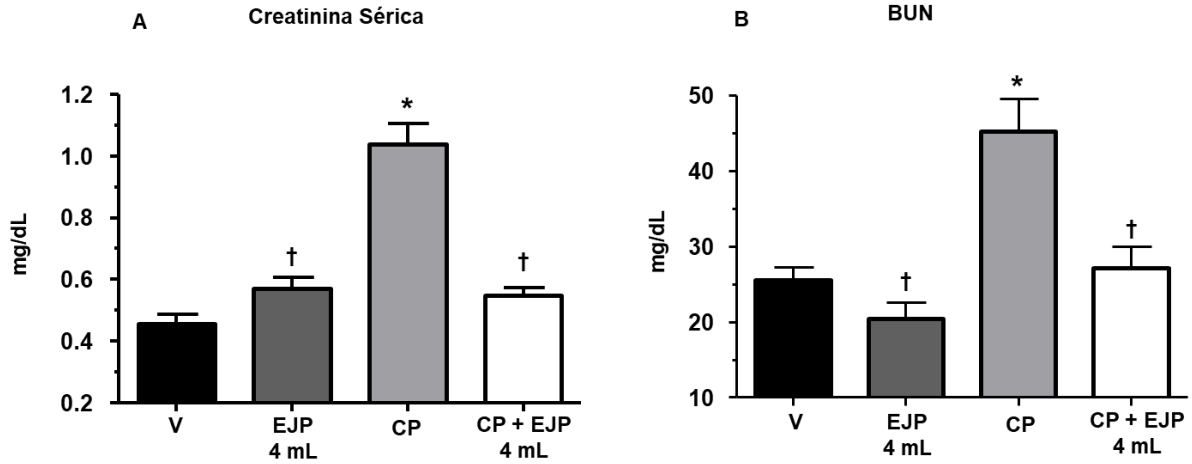 A
Creatinina Sérica
mg/dL
1.2
1.0
0.8
0.6
0.4
0.2
*
†
†
V
EJP
4 mL
CP
CP + EJP
4 mL
B
BUN
mg/dL
50
40
30
20
10
*
†
†
V
EJP
4 mL
CP
CP + EJP
4 mL